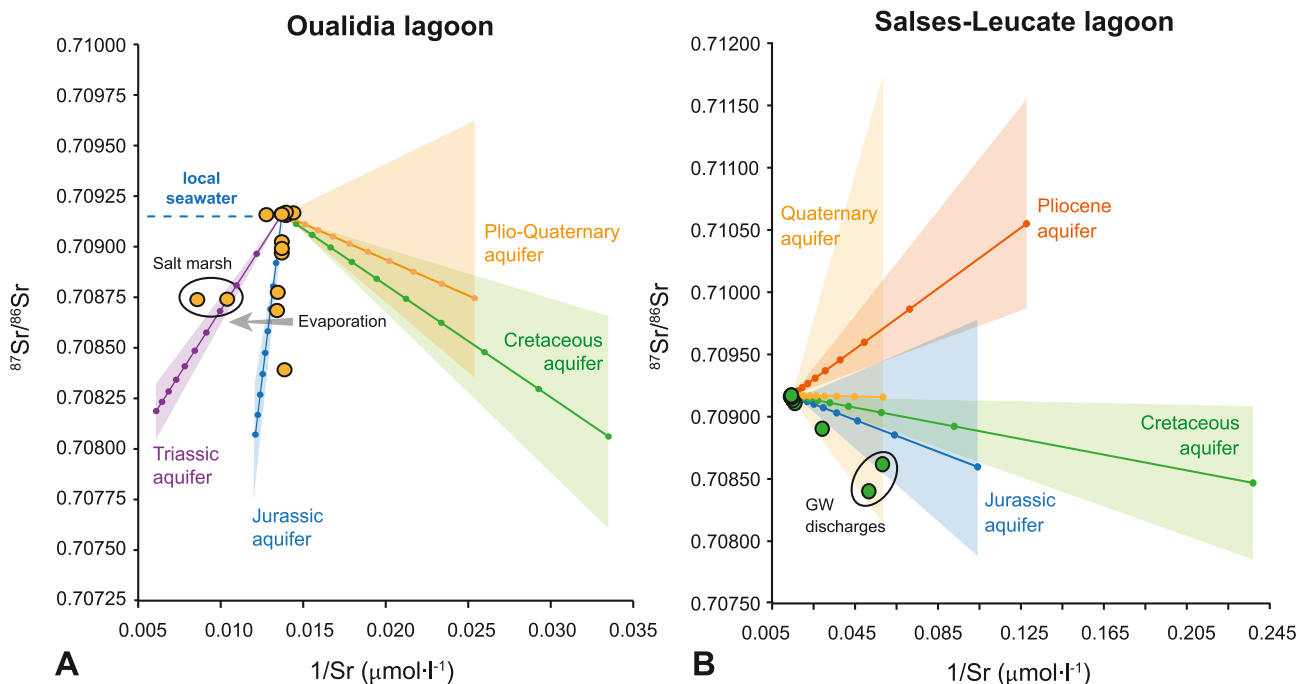 Oualidia lagoon
0.71000
0.70975
0.70950
0.70925
0.70900
0.70875
0.70850
0.70825
0.70800
0.70775
0.70750
0.70725
⁸⁷Sr/⁸⁶Sr
local
seawater
Salt marsh
Evaporation
Plio-Quaternary
aquifer
Cretaceous
aquifer
Triassic
aquifer
Jurassic
aquifer
0.005
0.010
0.015
0.020
0.025
0.030
0.035
A
1/Sr (μmol·l⁻¹)
Salses-Leucate lagoon
0.71200
0.71150
0.71100
0.71050
0.71000
0.70950
0.70900
0.70850
0.70800
0.70750
⁸⁷Sr/⁸⁶Sr
Quaternary
aquifer
Pliocene
aquifer
Cretaceous
aquifer
GW
discharges
Jurassic
aquifer
0.005
0.045
0.085
0.125
0.165
0.205
0.245
B
1/Sr (μmol·l⁻¹)